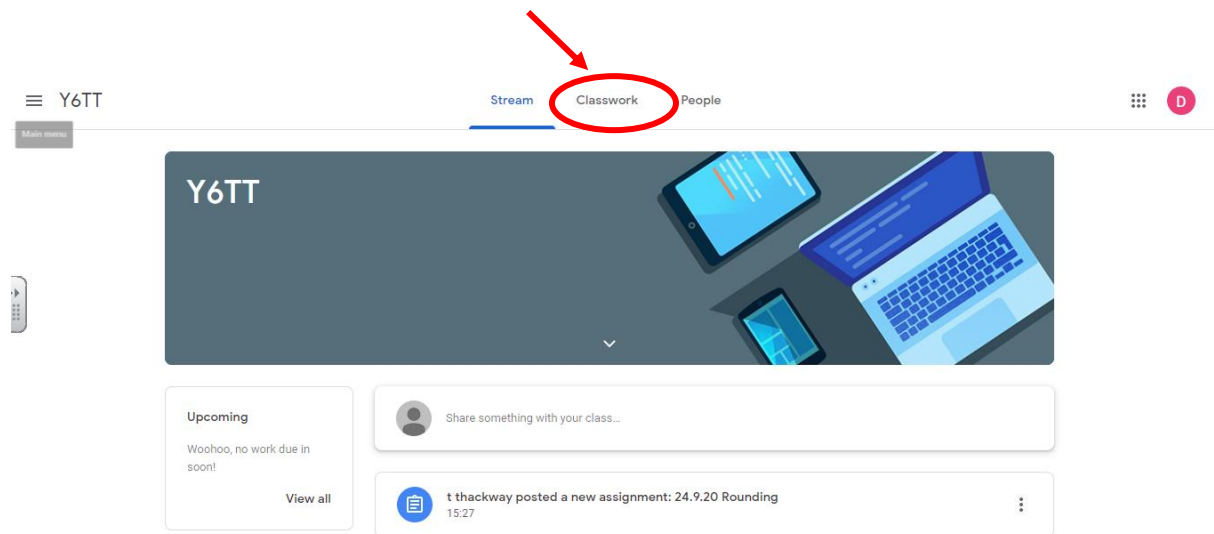 Y6TT
Stream
Classwork
People
D
Main menu
Y6TT
Upcoming
Woohoo, no work due in
soon!
View all
Share something with your class...
t thackway posted a new assignment: 24.9.20 Rounding
15:27